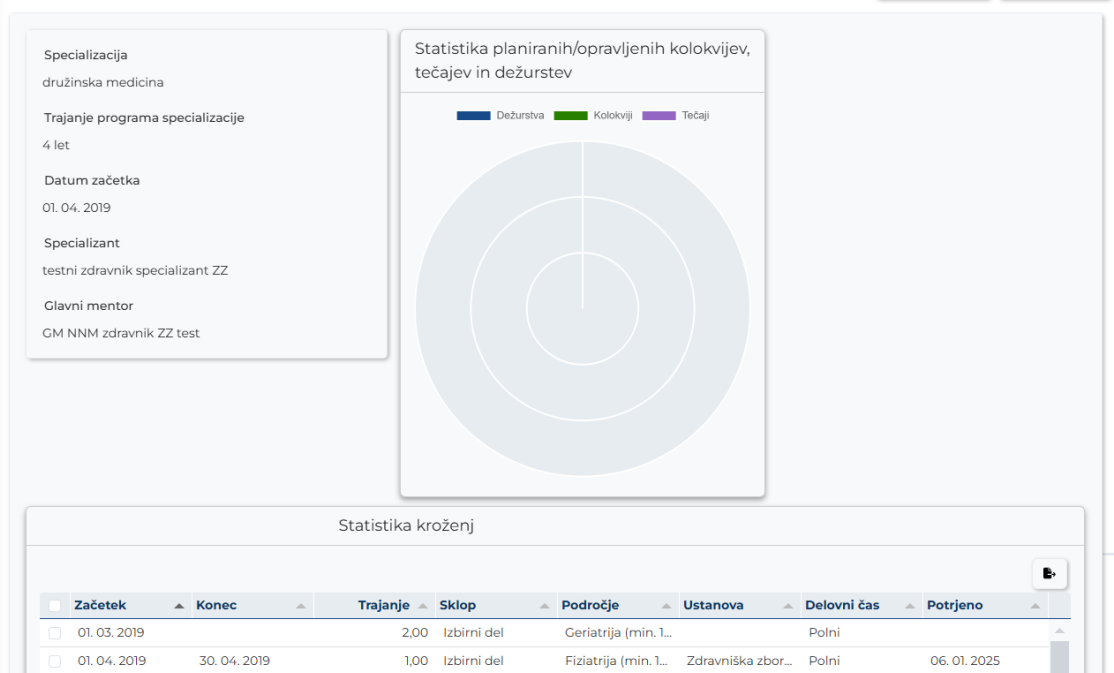 Specializacija
družinska medicina
Trajanje programa specializacije
4 let
Datum začetka
01. 04. 2019
Specializant
testni zdravnik specializant ZZ
Glavni mentor
GM NNM zdravnik ZZ test
Statistika planiranih/opravljenih kolokvijev,
tečajev in dežurstev
Dežurstva Kolokviji Tečaji
Statistika kroženj
Začetek Konec Trajanje Sklop Področje Ustanova Delovni čas Potrjeno
01. 03. 2019 2,00 Izbirni del Geriatrija (min. 1... Polni
01. 04. 2019 30. 04. 2019 1,00 Izbirni del Fiziatrija (min. 1... Zdravniška zbor... Polni 06. 01. 2025